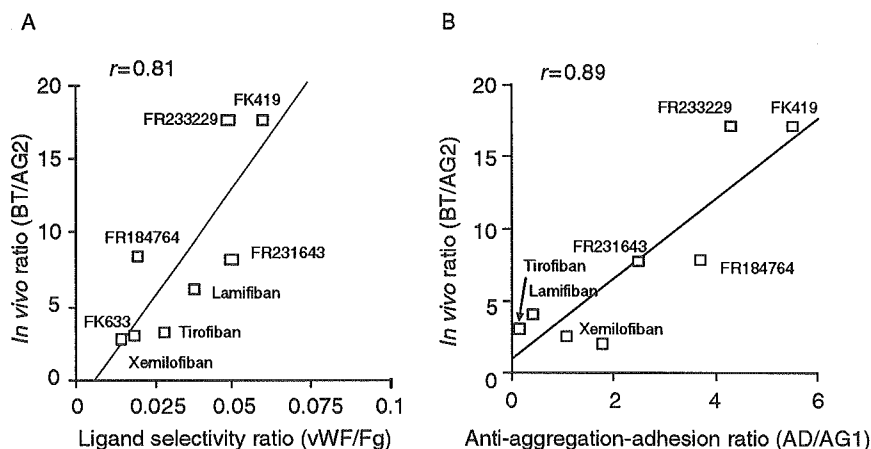 A
r=0.81
In vivo ratio (BT/AG2)
20
15
10
5
0
FK419
FR233229
FR184764
FR231643
Lamifiban
FK633
Tirofiban
Xemilofiban
0
0.025
0.05
0.075
0.1
Ligand selectivity ratio (vWF/Fg)
B
r=0.89
In vivo ratio (BT/AG2)
20
15
10
5
0
FR233229
FK419
FR231643
FR184764
Tirofiban
Lamifiban
Xemilofiban
0
2
4
6
Anti-aggregation-adhesion ratio (AD/AG1)